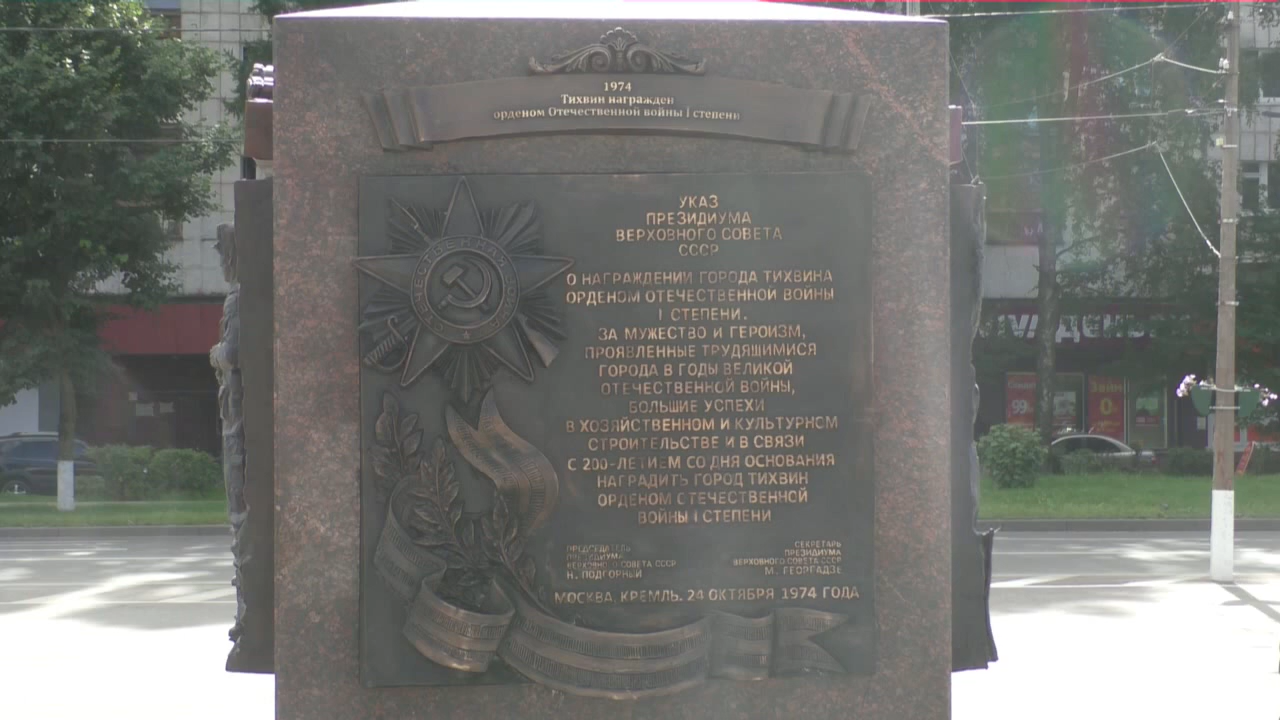 1974
Тихвин награжден
орденом Отечественной войны I степени
УКАЗ
ПРЕЗИДИУМА
ВЕРХОВНОГО СОВЕТА
СССР
О НАГРАЖДЕНИИ ГОРОДА ТИХВИНА
ОРДЕНОМ ОТЕЧЕСТВЕННОЙ ВОЙНЫ
I СТЕПЕНИ.
ЗА МУЖЕСТВО И ГЕРОИЗМ,
ПРОЯВЛЕННЫЕ ТРУДЯЩИМИСЯ
ГОРОДА В ГОДЫ ВЕЛИКОЙ
ОТЕЧЕСТВЕННОЙ ВОЙНЫ,
БОЛЬШИЕ УСПЕХИ
В ХОЗЯЙСТВЕННОМ И КУЛЬТУРНОМ
СТРОИТЕЛЬСТВЕ И В СВЯЗИ
С 200-ЛЕТИЕМ СО ДНЯ ОСНОВАНИЯ
НАГРАДИТЬ ГОРОД ТИХВИН
ОРДЕНОМ ОТЕЧЕСТВЕННОЙ
ВОЙНЫ I СТЕПЕНИ
ПРЕДСЕДАТЕЛЬ
ПРЕЗИДИУМА
ВЕРХОВНОГО СОВЕТА СССР
Н. ПОДГОРНЫЙ
СЕКРЕТАРЬ
ПРЕЗИДИУМА
ВЕРХОВНОГО СОВЕТА СССР
М. ГЕОРГАДЗЕ
МОСКВА, КРЕМЛЬ. 24 ОКТЯБРЯ 1974 ГОДА
99
Займ
0